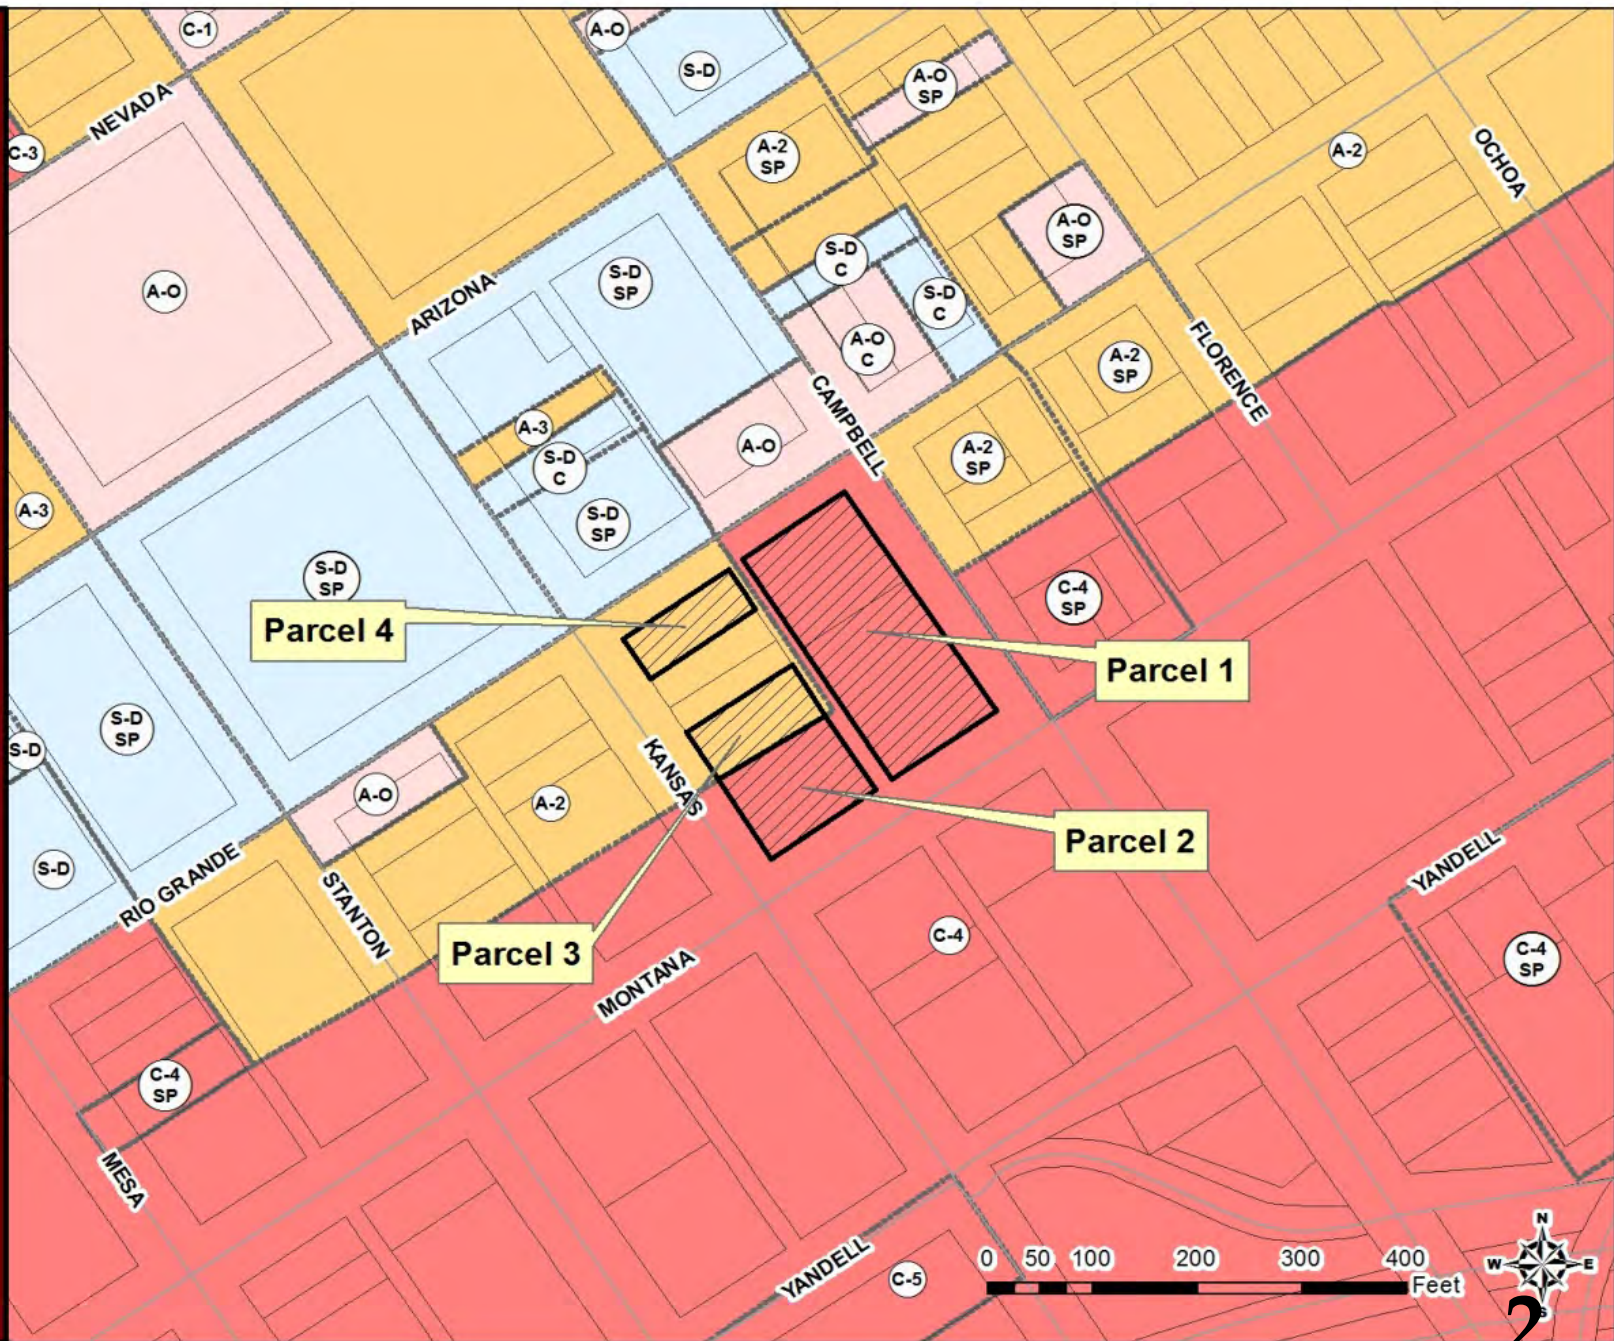 C-1
A-O
S-D
A-O
SP
NEVADA
C-3
A-2
SP
A-2
OCHOA
A-O
SP
S-D
C
A-O
S-D
SP
ARIZONA
S-D
C
A-O
C
FLORENCE
A-2
SP
CAMPBELL
A-3
A-O
A-2
SP
S-D
C
A-3
S-D
SP
S-D
SP
C-4
SP
Parcel 4
Parcel 1
S-D
SP
S-D
KANSAS
A-O
A-2
Parcel 2
S-D
RIO GRANDE
YANDELL
STANTON
C-4
Parcel 3
C-4
SP
MONTANA
C-4
SP
MESA
YANDELL
C-5
0 50 100 200 300 400
Feet
N
W E
S
2